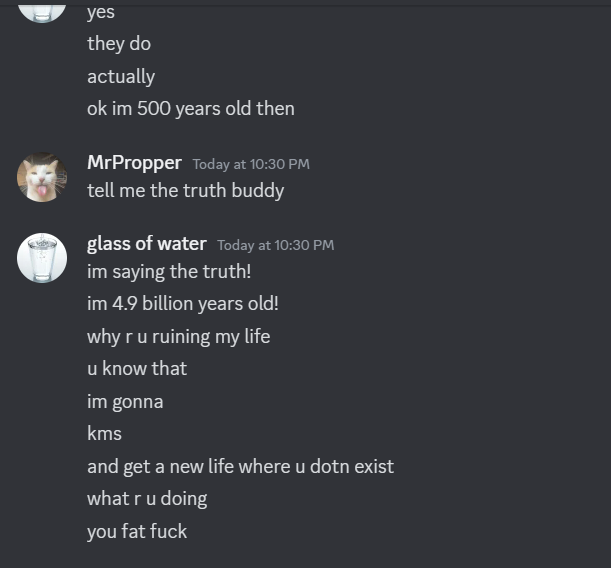 yes
they do
actually
ok im 500 years old then
MrPropper Today at 10:30 PM
tell me the truth buddy
glass of water Today at 10:30 PM
im saying the truth!
im 4.9 billion years old!
why r u ruining my life
u know that
im gonna
kms
and get a new life where u dotn exist
what r u doing
you fat fuck